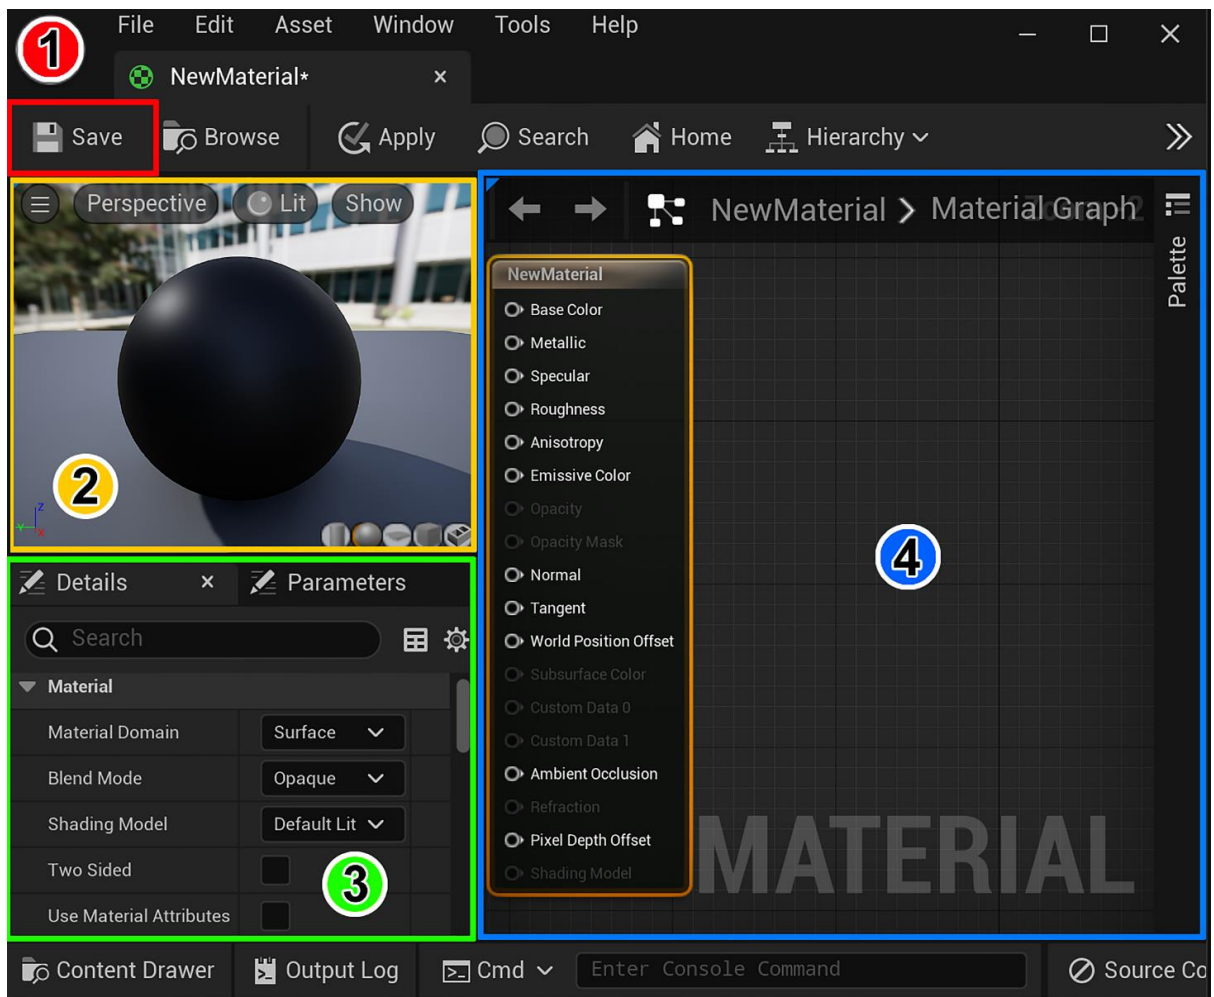 1
File Edit Asset Window Tools Help
NewMaterial*
Save Browse Apply Search Home Hierarchy
Perspective Lit Show
2
Z
Y
X
Details Parameters
Search
Material
Material Domain Surface
Blend Mode Opaque
Shading Model Default Lit
Two Sided
Use Material Attributes
3
NewMaterial > Material Graph
Palette
NewMaterial
Base Color
Metallic
Specular
Roughness
Anisotropy
Emissive Color
Opacity
Opacity Mask
Normal
Tangent
World Position Offset
Subsurface Color
Custom Data 0
Custom Data 1
Ambient Occlusion
Refraction
Pixel Depth Offset
Shading Model
4
MATERIAL
Content Drawer Output Log Cmd Enter Console Command Source Co